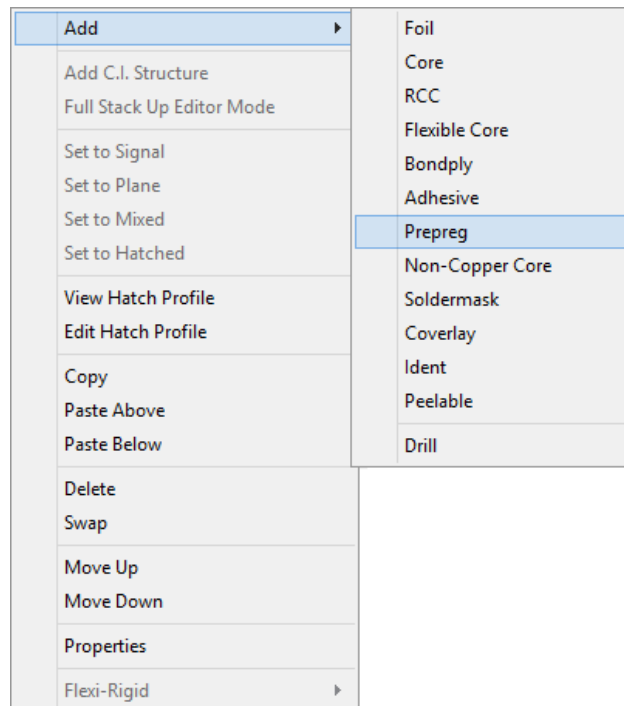 Add
Add C.I. Structure
Full Stack Up Editor Mode
Set to Signal
Set to Plane
Set to Mixed
Set to Hatched
View Hatch Profile
Edit Hatch Profile
Copy
Paste Above
Paste Below
Delete
Swap
Move Up
Move Down
Properties
Flexi-Rigid
Foil
Core
RCC
Flexible Core
Bondply
Adhesive
Prepreg
Non-Copper Core
Soldermask
Coverlay
Ident
Peelable
Drill